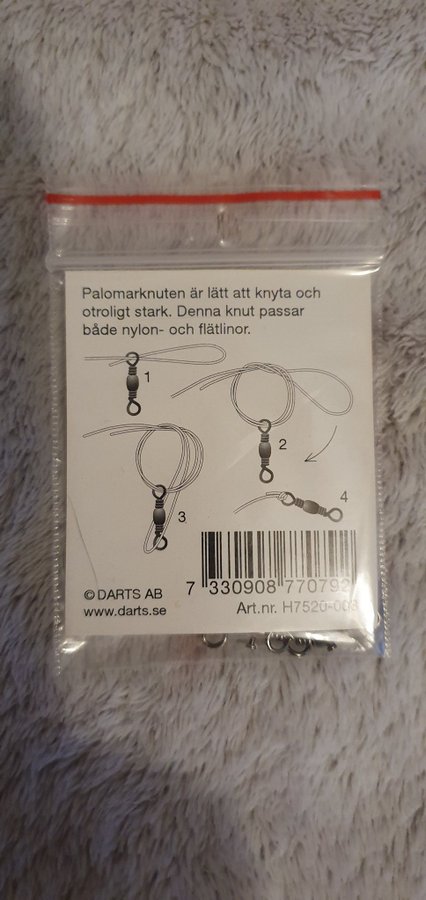 Palomarknuten är lätt att knyta och
otroligt stark. Denna knut passar
både nylon- och flätlinor.
1
2
3
4
7 330908 770792
© DARTS AB
www.darts.se
Art.nr. H7520-008